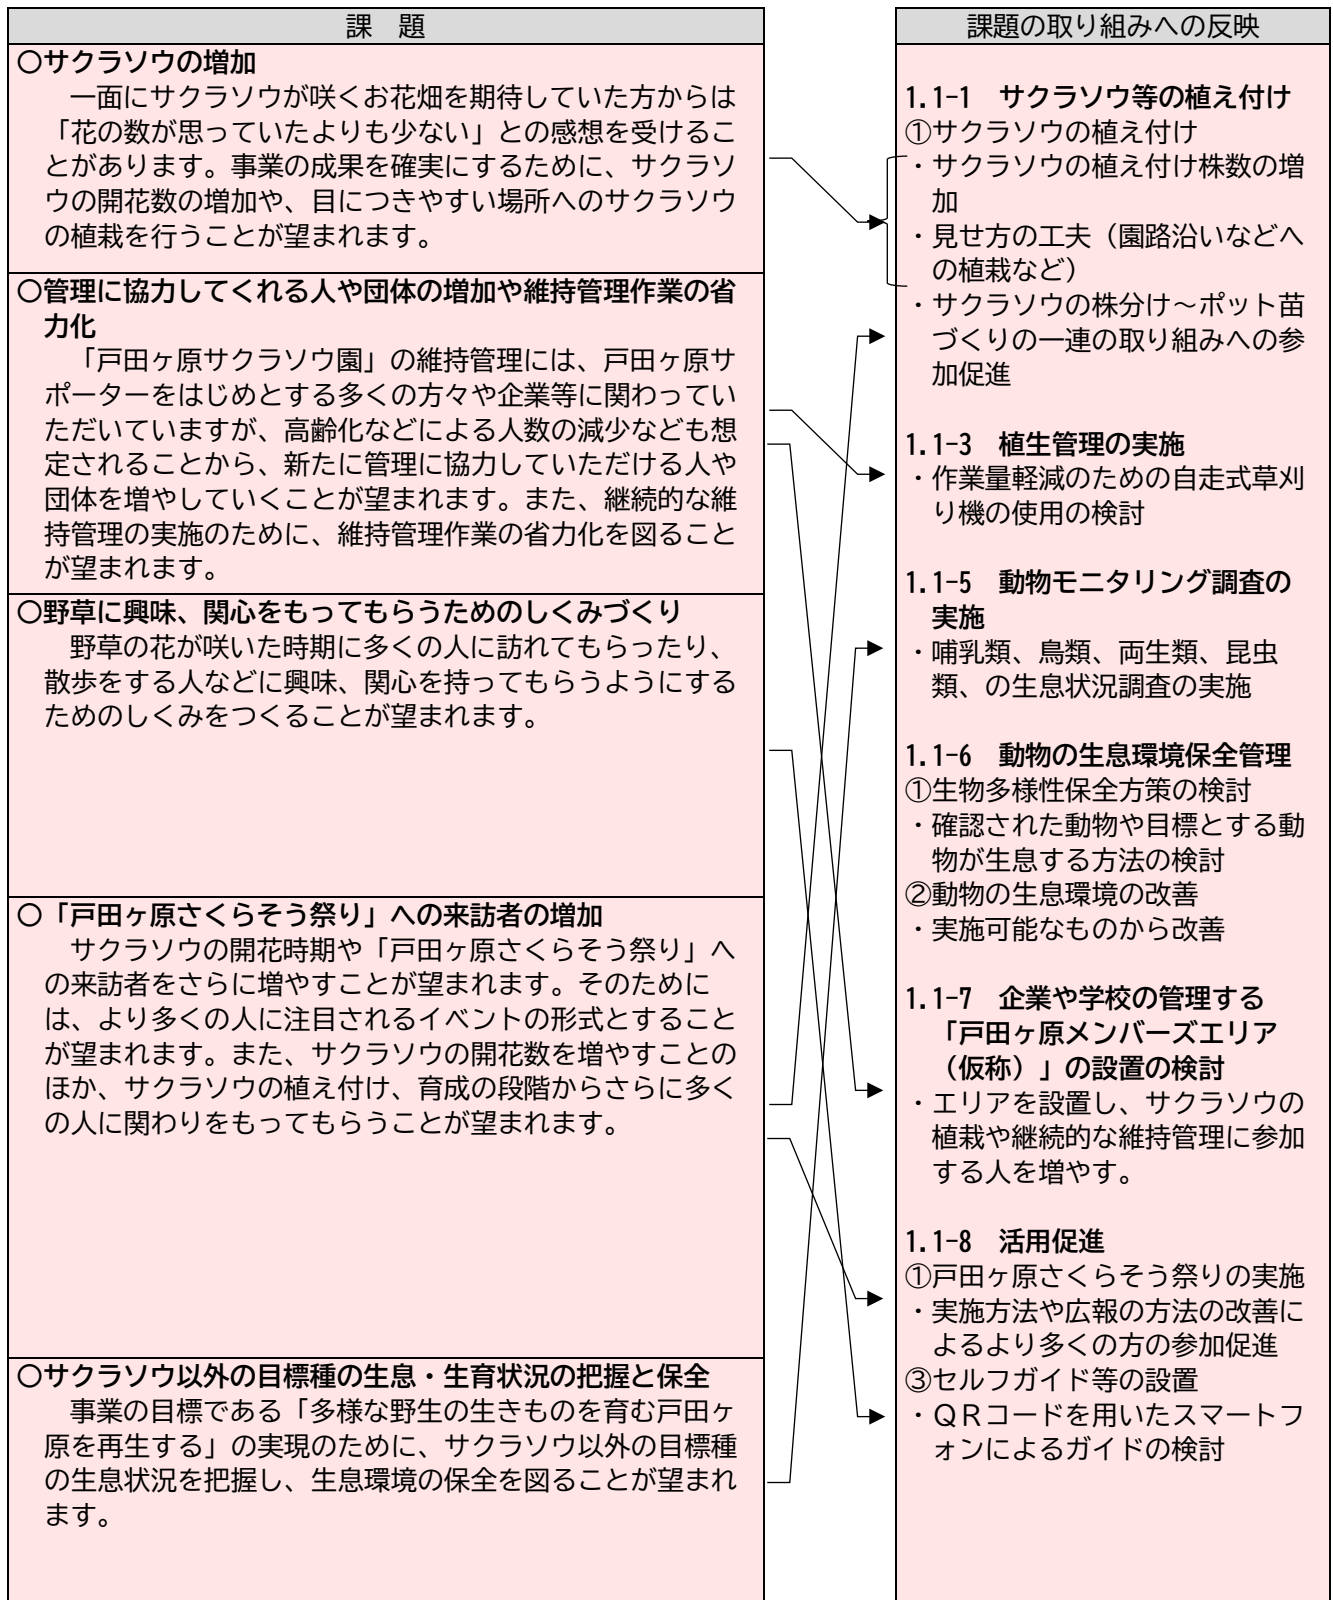 課　題
〇サクラソウの増加
一面にサクラソウが咲くお花畑を期待していた方からは
「花の数が思っていたよりも少ない」との感想を受けるこ
とがあります。事業の成果を確実にするために、サクラソ
ウの開花数の増加や、目につきやすい場所へのサクラソウ
の植栽を行うことが望まれます。
〇管理に協力してくれる人や団体の増加や維持管理作業の省
力化
「戸田ヶ原サクラソウ園」の維持管理には、戸田ヶ原サ
ポーターをはじめとする多くの方々や企業等に関わってい
ただいていますが、高齢化などによる人数の減少なども想
定されることから、新たに管理に協力していただける人や
団体を増やしていくことが望まれます。また、継続的な維
持管理の実施のために、維持管理作業の省力化を図ること
が望まれます。
〇野草に興味、関心をもってもらうためのしくみづくり
野草の花が咲いた時期に多くの人に訪れてもらったり、
散歩をする人などに興味、関心を持ってもらうようにする
ためのしくみをつくることが望まれます。
〇「戸田ヶ原さくらそう祭り」への来訪者の増加
サクラソウの開花時期や「戸田ヶ原さくらそう祭り」へ
の来訪者をさらに増やすことが望まれます。そのために
は、より多くの人に注目されるイベントの形式とすること
が望まれます。また、サクラソウの開花数を増やすことの
ほか、サクラソウの植え付け、育成の段階からさらに多く
の人に関わりをもってもらうことが望まれます。
〇サクラソウ以外の目標種の生息・生育状況の把握と保全
事業の目標である「多様な野生の生きものを育む戸田ヶ
原を再生する」の実現のために、サクラソウ以外の目標種
の生息状況を把握し、生息環境の保全を図ることが望まれ
ます。
課題の取り組みへの反映
1.1-1　サクラソウ等の植え付け
①サクラソウの植え付け
・サクラソウの植え付け株数の増
加
・見せ方の工夫（園路沿いなどへ
の植栽など）
・サクラソウの株分け～ポット苗
づくりの一連の取り組みへの参
加促進
1.1-3　植生管理の実施
・作業量軽減のための自走式草刈
り機の使用の検討
1.1-5　動物モニタリング調査の
実施
・哺乳類、鳥類、両生類、昆虫
類、の生息状況調査の実施
1.1-6　動物の生息環境保全管理
①生物多様性保全方策の検討
・確認された動物や目標とする動
物が生息する方法の検討
②動物の生息環境の改善
・実施可能なものから改善
1.1-7　企業や学校の管理する
「戸田ヶ原メンバーズエリア
（仮称）」の設置の検討
・エリアを設置し、サクラソウの
植栽や継続的な維持管理に参加
する人を増やす。
1.1-8　活用促進
①戸田ヶ原さくらそう祭りの実施
・実施方法や広報の方法の改善に
よるより多くの方の参加促進
③セルフガイド等の設置
・ＱＲコードを用いたスマートフ
ォンによるガイドの検討